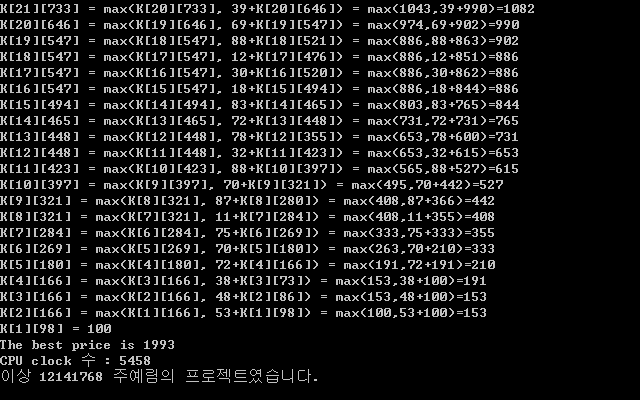 K[21][733] = max(K[20][733], 39+K[20][646]) = max(1043,39+990)=1082
K[20][646] = max(K[19][646], 69+K[19][547]) = max(974,69+902)=990
K[19][547] = max(K[18][547], 88+K[18][521]) = max(886,88+863)=902
K[18][547] = max(K[17][547], 12+K[17][476]) = max(886,12+851)=886
K[17][547] = max(K[16][547], 30+K[16][520]) = max(886,30+862)=886
K[16][547] = max(K[15][547], 18+K[15][494]) = max(886,18+844)=886
K[15][494] = max(K[14][494], 83+K[14][465]) = max(803,83+765)=844
K[14][465] = max(K[13][465], 72+K[13][448]) = max(731,72+731)=765
K[13][448] = max(K[12][448], 78+K[12][355]) = max(653,78+600)=731
K[12][448] = max(K[11][448], 32+K[11][423]) = max(653,32+615)=653
K[11][423] = max(K[10][423], 88+K[10][397]) = max(565,88+527)=615
K[10][397] = max(K[9][397], 70+K[9][321]) = max(495,70+442)=527
K[9][321] = max(K[8][321], 87+K[8][280]) = max(408,87+366)=442
K[8][321] = max(K[7][321], 11+K[7][284]) = max(408,11+355)=408
K[7][284] = max(K[6][284], 75+K[6][269]) = max(333,75+333)=355
K[6][269] = max(K[5][269], 70+K[5][180]) = max(263,70+210)=333
K[5][180] = max(K[4][180], 72+K[4][166]) = max(191,72+191)=210
K[4][166] = max(K[3][166], 38+K[3][73]) = max(153,38+100)=191
K[3][166] = max(K[2][166], 48+K[2][86]) = max(153,48+100)=153
K[2][166] = max(K[1][166], 53+K[1][98]) = max(100,53+100)=153
K[1][98] = 100
The best price is 1993
CPU clock 수 : 5458
이상 12141768 주예림의 프로젝트였습니다.